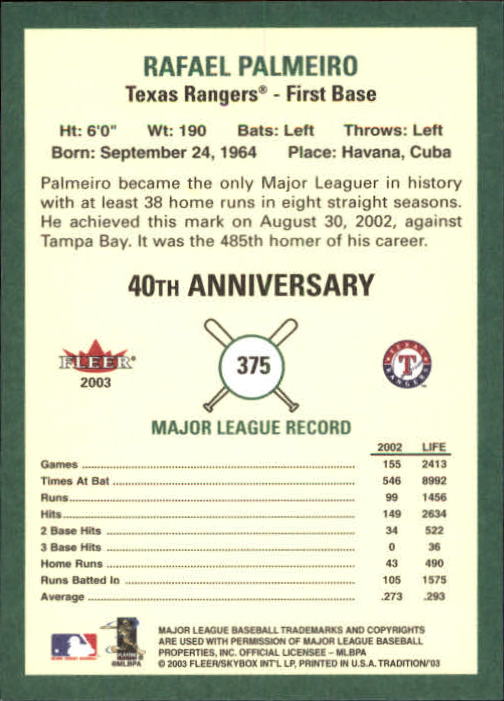 RAFAEL PALMEIRO
Texas Rangers® - First Base
Ht: 6'0" Wt: 190 Bats: Left Throws: Left
Born: September 24, 1964 Place: Havana, Cuba
Palmeiro became the only Major Leaguer in history
with at least 38 home runs in eight straight seasons.
He achieved this mark on August 30, 2002, against
Tampa Bay. It was the 485th homer of his career.
40TH ANNIVERSARY
FLEER®
2003
375
TEXAS
T
RANGERS
MAJOR LEAGUE RECORD
2002 LIFE
Games 155 2413
Times At Bat 546 8992
Runs 99 1456
Hits 149 2634
2 Base Hits 34 522
3 Base Hits 0 36
Home Runs 43 490
Runs Batted In 105 1575
Average .273 .293
©MLBPA
MAJOR LEAGUE BASEBALL TRADEMARKS AND COPYRIGHTS
ARE USED WITH PERMISSION OF MAJOR LEAGUE BASEBALL
PROPERTIES, INC. OFFICIAL LICENSEE - MLBPA
© 2003 FLEER/SKYBOX INT'L LP, PRINTED IN U.S.A. TRADITION/'03